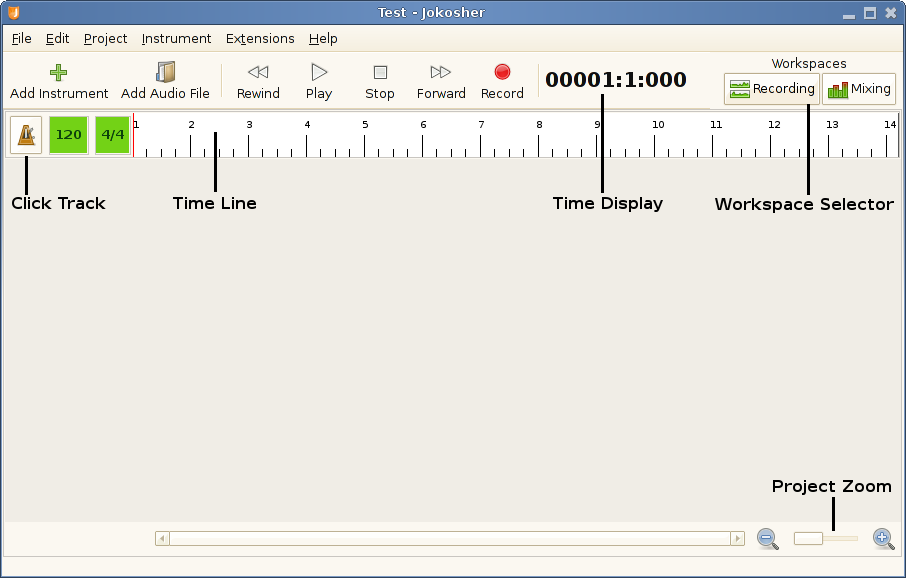 Test - Jokosher
File Edit Project Instrument Extensions Help
Workspaces
Add Instrument Add Audio File Rewind Play Stop Forward Record 00001:1:000 Recording Mixing
120 4/4 1 2 3 4 5 6 7 8 9 10 11 12 13 14
Click Track Time Line Time Display Workspace Selector
Project Zoom